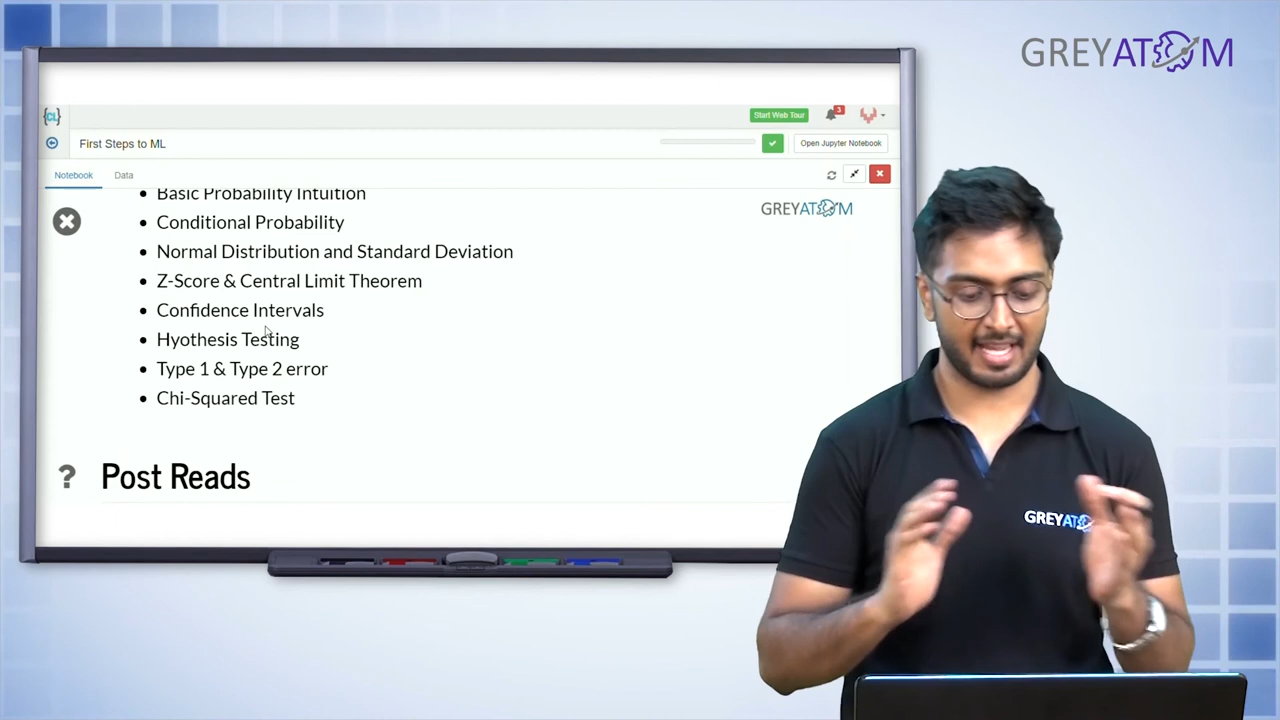 GREYATOM
{CL}
Start Web Tour
3
First Steps to ML
Open Jupyter Notebook
Notebook
Data
Basic Probability Intuition
GREYATOM
Conditional Probability
Normal Distribution and Standard Deviation
Z-Score & Central Limit Theorem
Confidence Intervals
Hyothesis Testing
Type 1 & Type 2 error
Chi-Squared Test
? Post Reads
GREYATOM